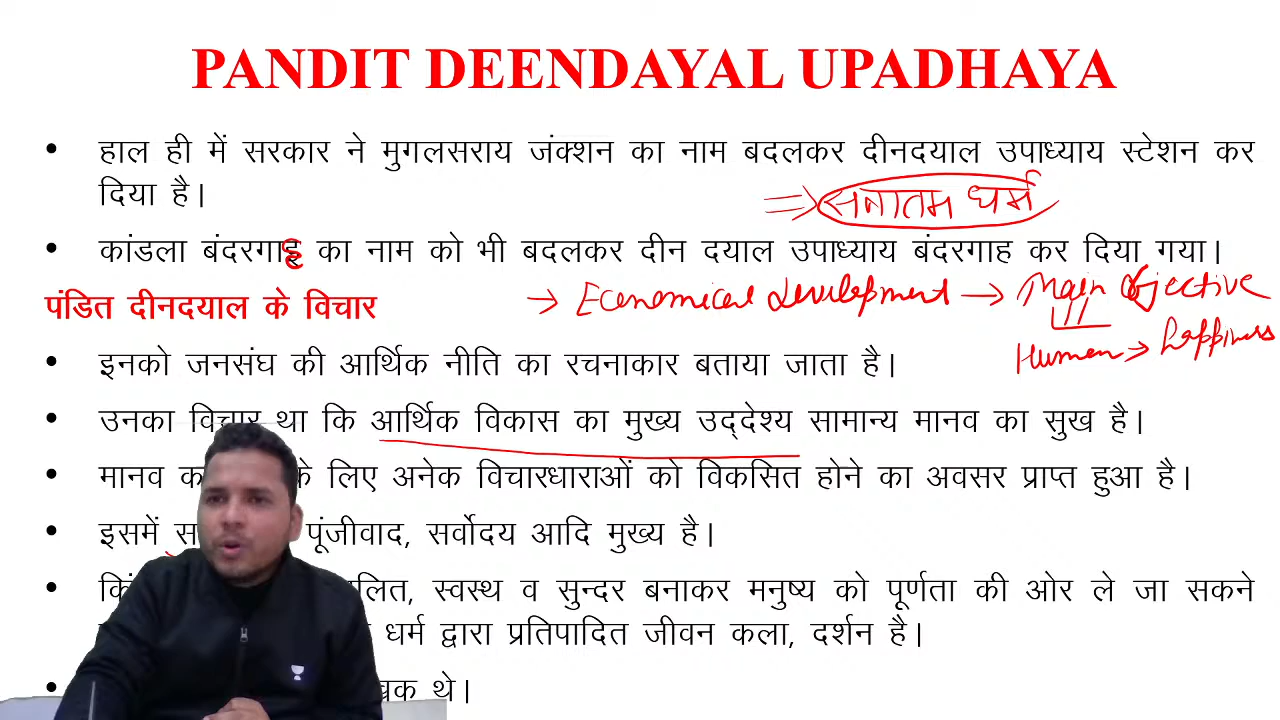 PANDIT DEENDAYAL UPADHAYA
• हाल ही में सरकार ने मुगलसराय जंक्शन का नाम बदलकर दीनदयाल उपाध्याय स्टेशन कर
दिया है।
⇒ सनातम धर्म
• कांडला बंदरगाह का नाम को भी बदलकर दीन दयाल उपाध्याय बंदरगाह कर दिया गया।
पंडित दीनदयाल के विचार
→ Economical development → Main objective
Human → happiness
• इनको जनसंघ की आर्थिक नीति का रचनाकार बताया जाता है।
• उनका विचार था कि आर्थिक विकास का मुख्य उद्देश्य सामान्य मानव का सुख है।
• मानव के लिए अनेक विचारधाराओं को विकसित होने का अवसर प्राप्त हुआ है।
• इसमें पूंजीवाद, सर्वोदय आदि मुख्य है।
• स्वस्थ व सुन्दर बनाकर मनुष्य को पूर्णता की ओर ले जा सकने
धर्म द्वारा प्रतिपादित जीवन कला, दर्शन है।
• थे।